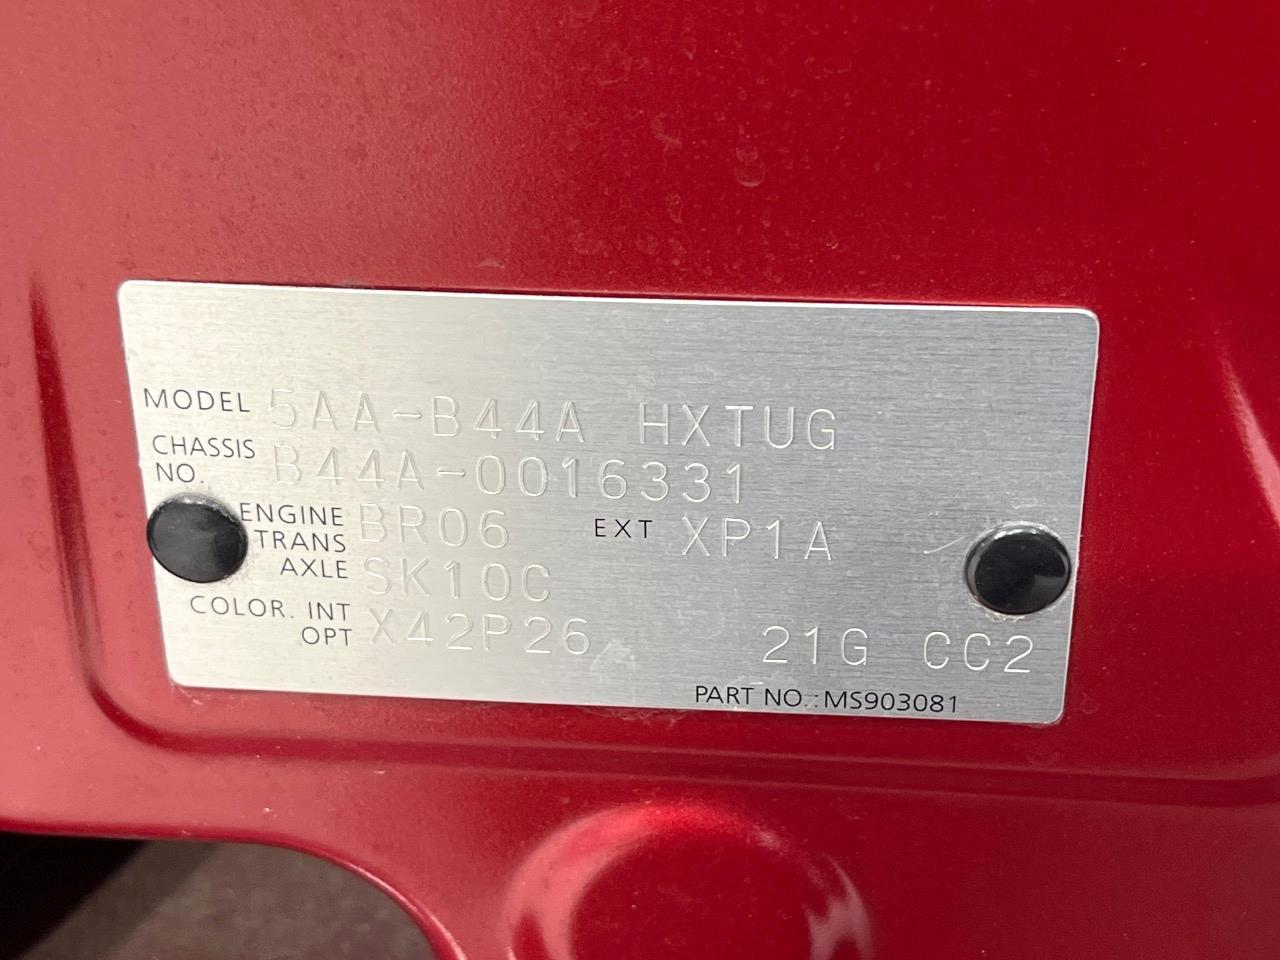 MODEL 5AA-B44A HXTUG
CHASSIS NO. B44A-0016331
ENGINE BR06 EXT XP1A
TRANS AXLE SK10C
COLOR. INT OPT X42P26 21G CC2
PART NO.:MS903081